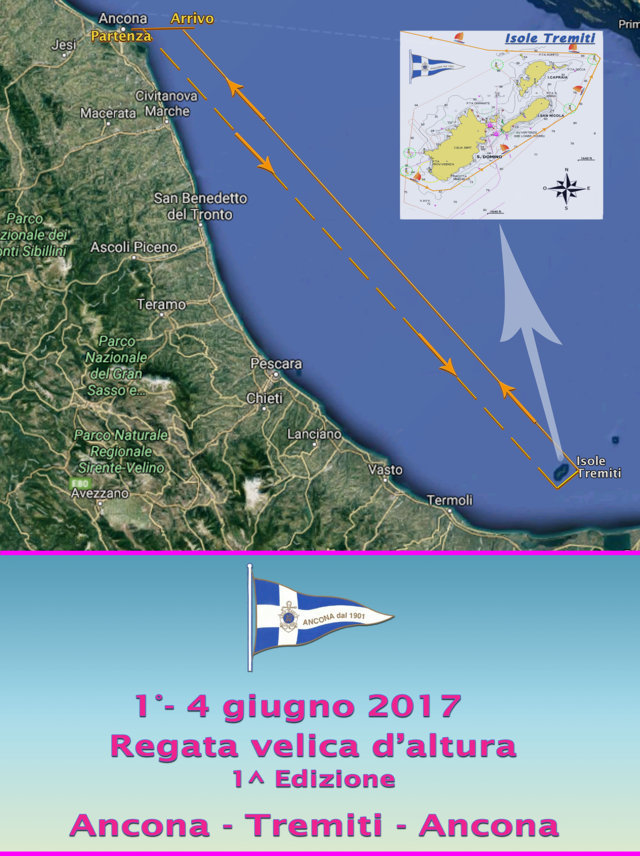 Ancona
Arrivo
Partenza
Jesi
Civitanova
Marche
Macerata
San Benedetto
del Tronto
Parco
zionale dei
onti Sibillini
Ascoli Piceno
Teramo
Parco
Nazionale
del Gran
Sasso e...
Pescara
Chieti
Parco Naturale
Regionale
Sirente-Velino
Lanciano
E80
Avezzano
Vasto
Termoli
Isole
Tremiti
Prim
Isole Tremiti
I.CAPRAIA
I.SAN NICOLA
S. DOMINO
N
O
E
S
ANCONA dal 1901
1°- 4 giugno 2017
Regata velica d'altura
1^ Edizione
Ancona - Tremiti - Ancona